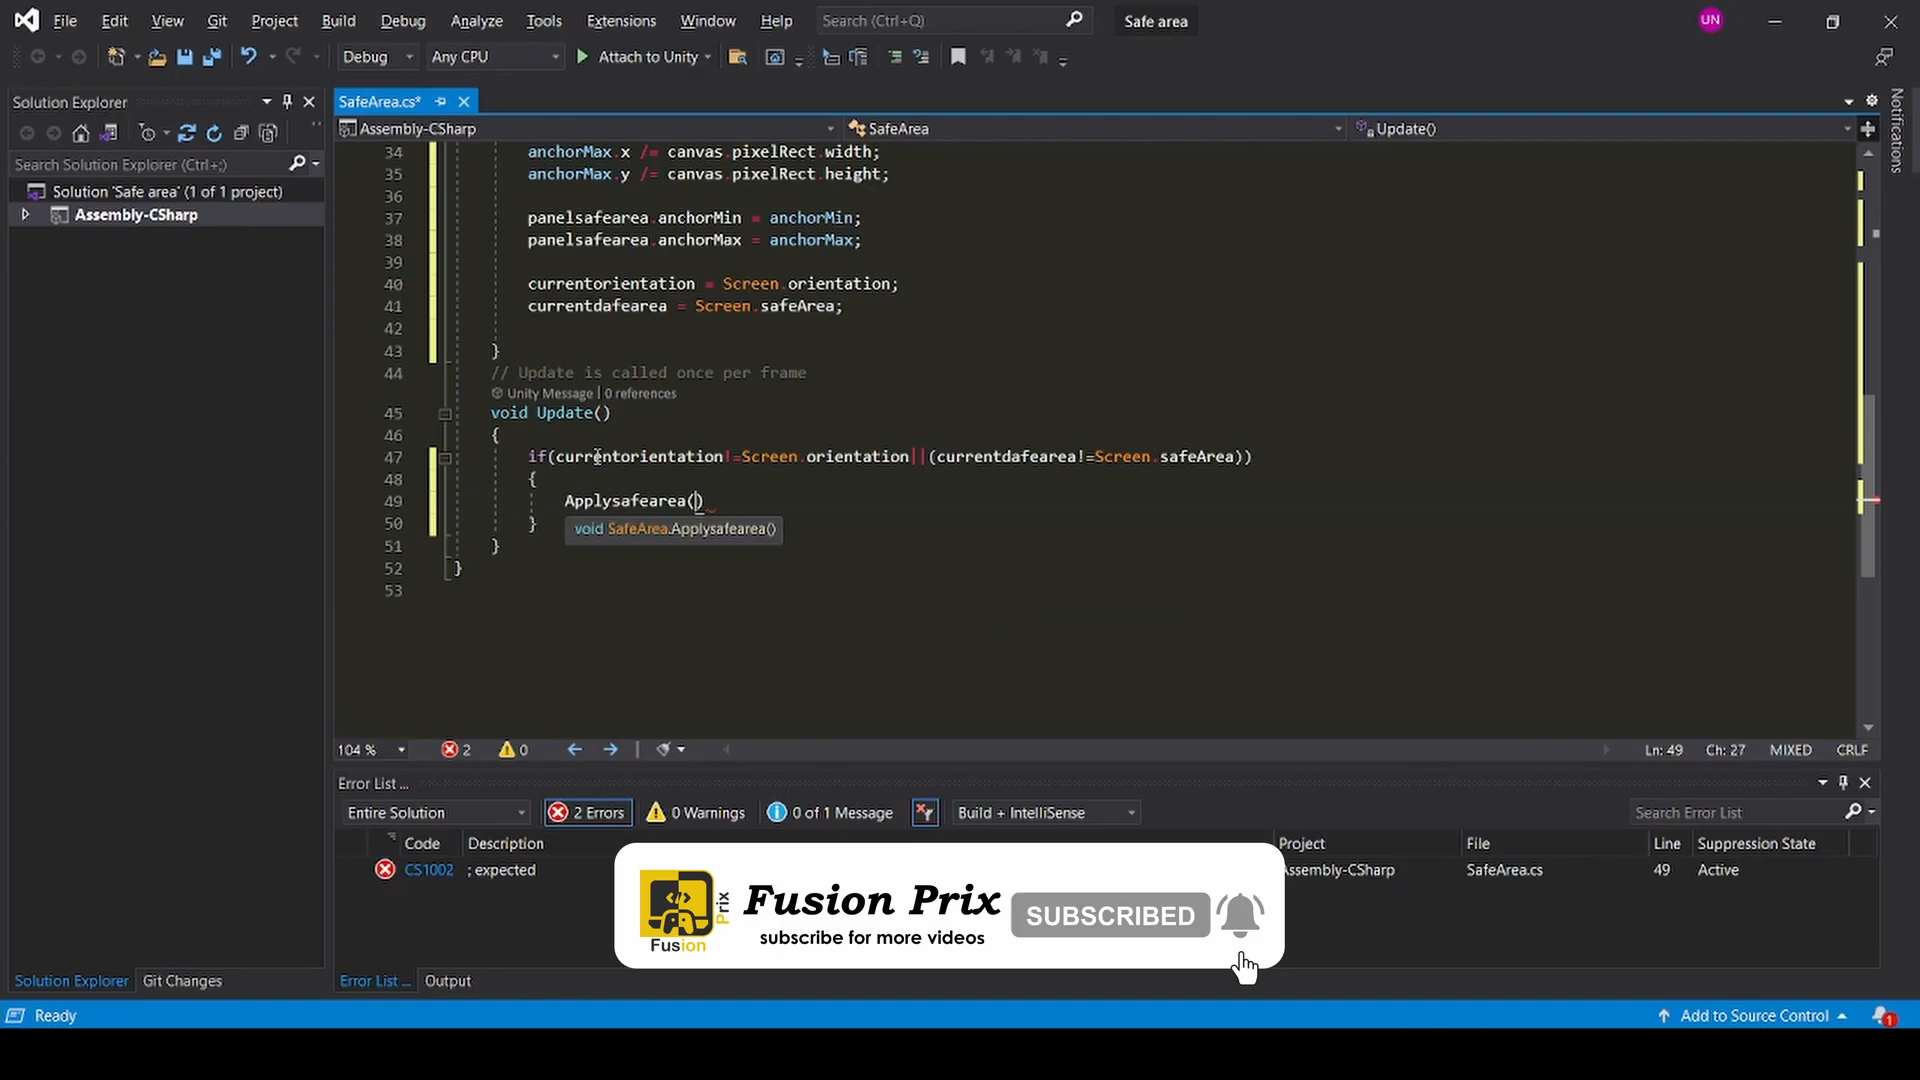 File Edit View Git Project Build Debug Analyze Tools Extensions Window Help Search (Ctrl+Q) Safe area UN
Debug Any CPU Attach to Unity
Solution Explorer
Search Solution Explorer (Ctrl+;)
Solution 'Safe area' (1 of 1 project)
Assembly-CSharp
SafeArea.cs*
Assembly-CSharp SafeArea Update()
34 anchorMax.x /= canvas.pixelRect.width;
35 anchorMax.y /= canvas.pixelRect.height;
36
37 panelsafearea.anchorMin = anchorMin;
38 panelsafearea.anchorMax = anchorMax;
39
40 currentorientation = Screen.orientation;
41 currentdafearea = Screen.safeArea;
42
43 }
44 // Update is called once per frame
Unity Message | 0 references
45 void Update()
46 {
47 if(currentorientation!=Screen.orientation||(currentdafearea!=Screen.safeArea))
48 {
49 Applysafearea()
50 }
void SafeArea.Applysafearea()
51 }
52 }
53
104 % 2 0 Ln: 49 Ch: 27 MIXED CRLF
Error List ...
Entire Solution 2 Errors 0 Warnings 0 of 1 Message Build + IntelliSense Search Error List
Code Description Project File Line Suppression State
CS1002 ; expected Assembly-CSharp SafeArea.cs 49 Active
Fusion Prix
Fusion Prix
subscribe for more videos
SUBSCRIBED
Solution Explorer Git Changes Error List ... Output
Ready Add to Source Control 1
Notifications